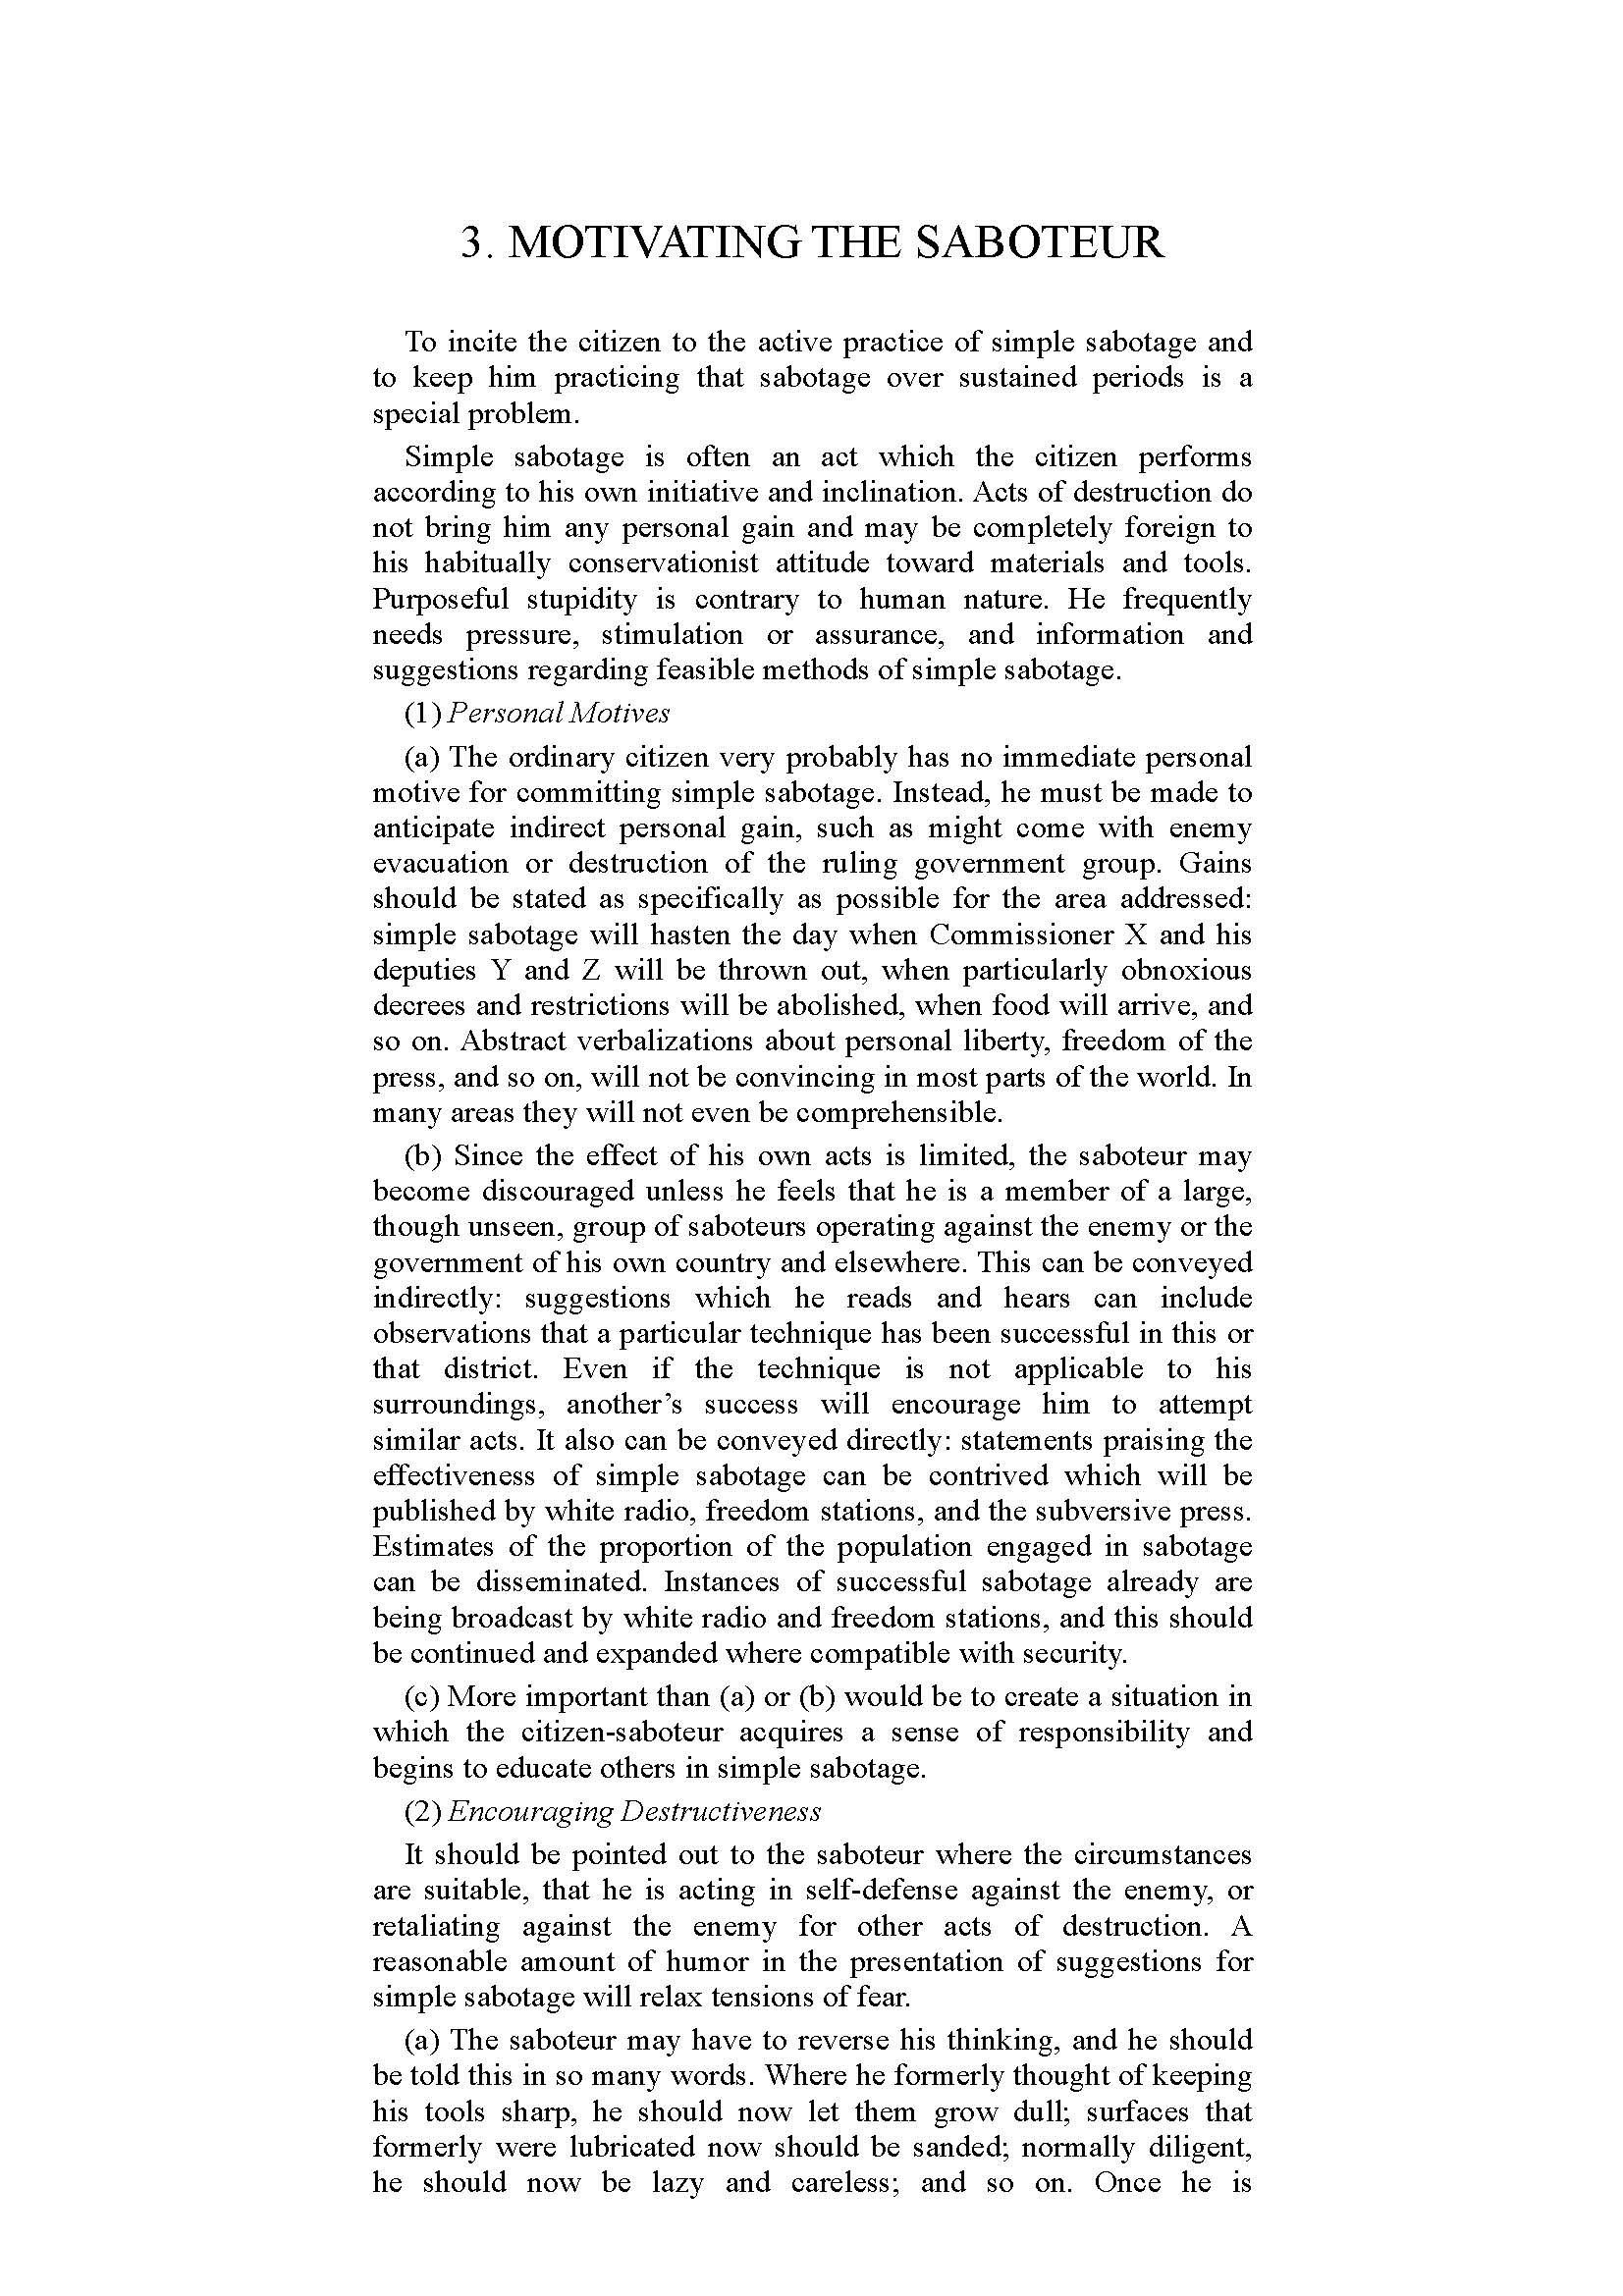 3. MOTIVATING THE SABOTEUR
To incite the citizen to the active practice of simple sabotage and
to keep him practicing that sabotage over sustained periods is a
special problem.
Simple sabotage is often an act which the citizen performs
according to his own initiative and inclination. Acts of destruction do
not bring him any personal gain and may be completely foreign to
his habitually conservationist attitude toward materials and tools.
Purposeful stupidity is contrary to human nature. He frequently
needs pressure, stimulation or assurance, and information and
suggestions regarding feasible methods of simple sabotage.
(1) Personal Motives
(a) The ordinary citizen very probably has no immediate personal
motive for committing simple sabotage. Instead, he must be made to
anticipate indirect personal gain, such as might come with enemy
evacuation or destruction of the ruling government group. Gains
should be stated as specifically as possible for the area addressed:
simple sabotage will hasten the day when Commissioner X and his
deputies Y and Z will be thrown out, when particularly obnoxious
decrees and restrictions will be abolished, when food will arrive, and
so on. Abstract verbalizations about personal liberty, freedom of the
press, and so on, will not be convincing in most parts of the world. In
many areas they will not even be comprehensible.
(b) Since the effect of his own acts is limited, the saboteur may
become discouraged unless he feels that he is a member of a large,
though unseen, group of saboteurs operating against the enemy or the
government of his own country and elsewhere. This can be conveyed
indirectly: suggestions which he reads and hears can include
observations that a particular technique has been successful in this or
that district. Even if the technique is not applicable to his
surroundings, another’s success will encourage him to attempt
similar acts. It also can be conveyed directly: statements praising the
effectiveness of simple sabotage can be contrived which will be
published by white radio, freedom stations, and the subversive press.
Estimates of the proportion of the population engaged in sabotage
can be disseminated. Instances of successful sabotage already are
being broadcast by white radio and freedom stations, and this should
be continued and expanded where compatible with security.
(c) More important than (a) or (b) would be to create a situation in
which the citizen-saboteur acquires a sense of responsibility and
begins to educate others in simple sabotage.
(2) Encouraging Destructiveness
It should be pointed out to the saboteur where the circumstances
are suitable, that he is acting in self-defense against the enemy, or
retaliating against the enemy for other acts of destruction. A
reasonable amount of humor in the presentation of suggestions for
simple sabotage will relax tensions of fear.
(a) The saboteur may have to reverse his thinking, and he should
be told this in so many words. Where he formerly thought of keeping
his tools sharp, he should now let them grow dull; surfaces that
formerly were lubricated now should be sanded; normally diligent,
he should now be lazy and careless; and so on. Once he is